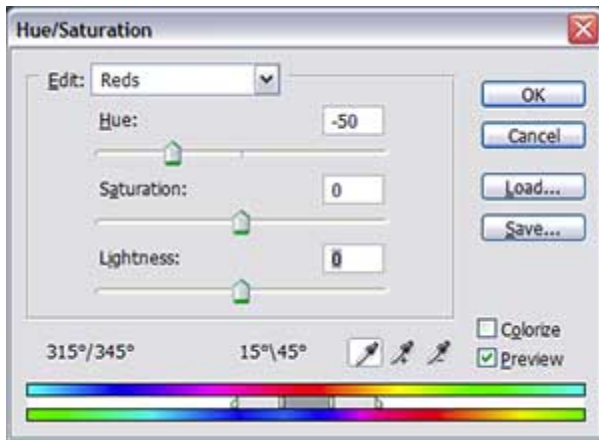 Hue/Saturation
Edit: Reds
OK
Hue: -50
Cancel
Saturation: 0
Load...
Save...
Lightness: 0
Colorize
315°/345° 15°\45°
Preview